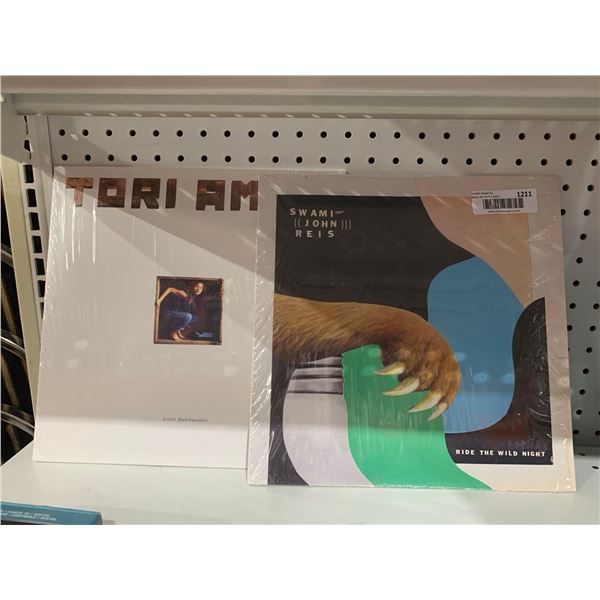 TORI AM
Little Earthquakes
SWAMI
((JOHN)))
REIS
1211
RIDE THE WILD NIGHT